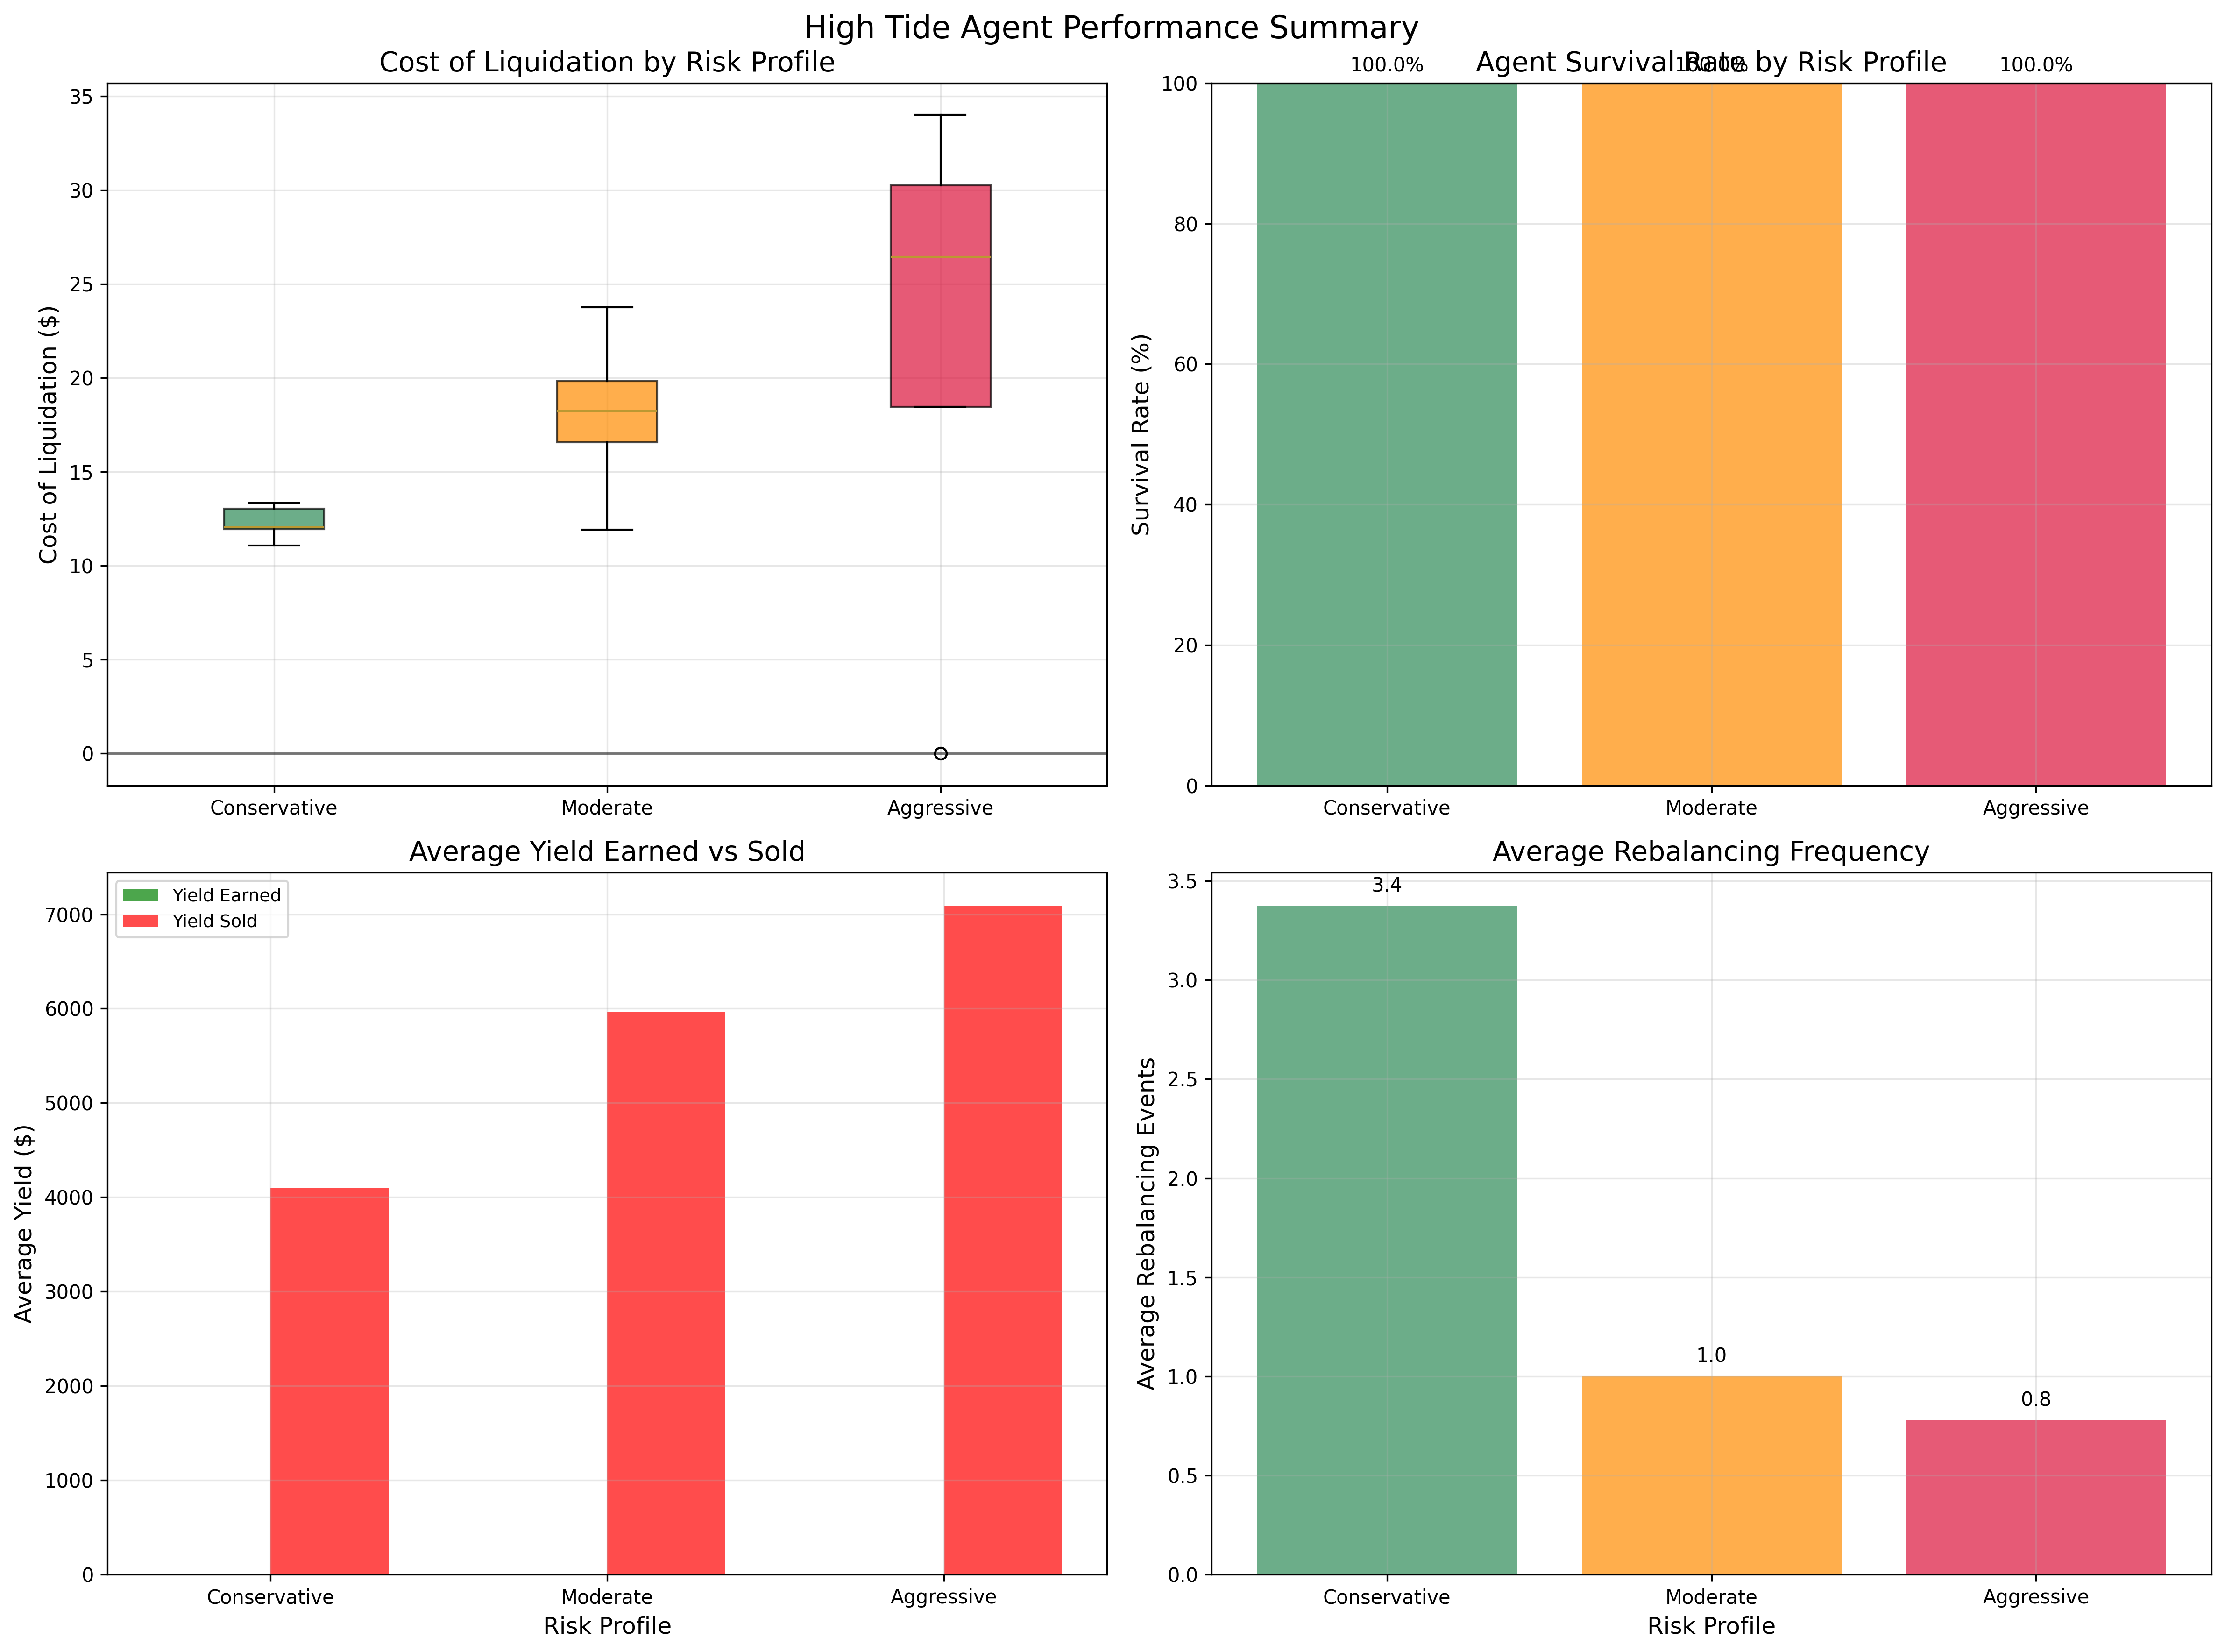 High Tide Agent Performance Summary
Cost of Liquidation by Risk Profile
35
30
25
20
15
10
5
0
Cost of Liquidation ($)
Conservative Moderate Aggressive
Agent Survival Rate by Risk Profile
100.0% 100.0% 100.0%
100
80
60
40
20
0
Survival Rate (%)
Conservative Moderate Aggressive
Average Yield Earned vs Sold
Yield Earned
Yield Sold
7000
6000
5000
4000
3000
2000
1000
0
Average Yield ($)
Conservative Moderate Aggressive
Risk Profile
Average Rebalancing Frequency
3.5
3.0
2.5
2.0
1.5
1.0
0.5
0.0
Average Rebalancing Events
3.4
1.0
0.8
Conservative Moderate Aggressive
Risk Profile